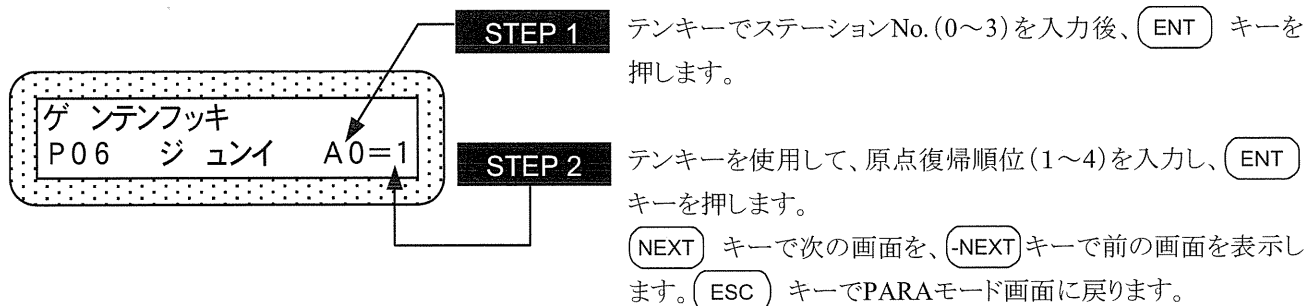 STEP 1
テンキーでステーションNo.(0～3)を入力後、 ENT キーを
押します。
ゲンテンフッキ
P06 ジュンイ A0=1
STEP 2
テンキーを使用して、原点復帰順位(1～4)を入力し、 ENT
キーを押します。
NEXT キーで次の画面を、 -NEXT キーで前の画面を表示し
ます。 ESC キーでPARAモード画面に戻ります。